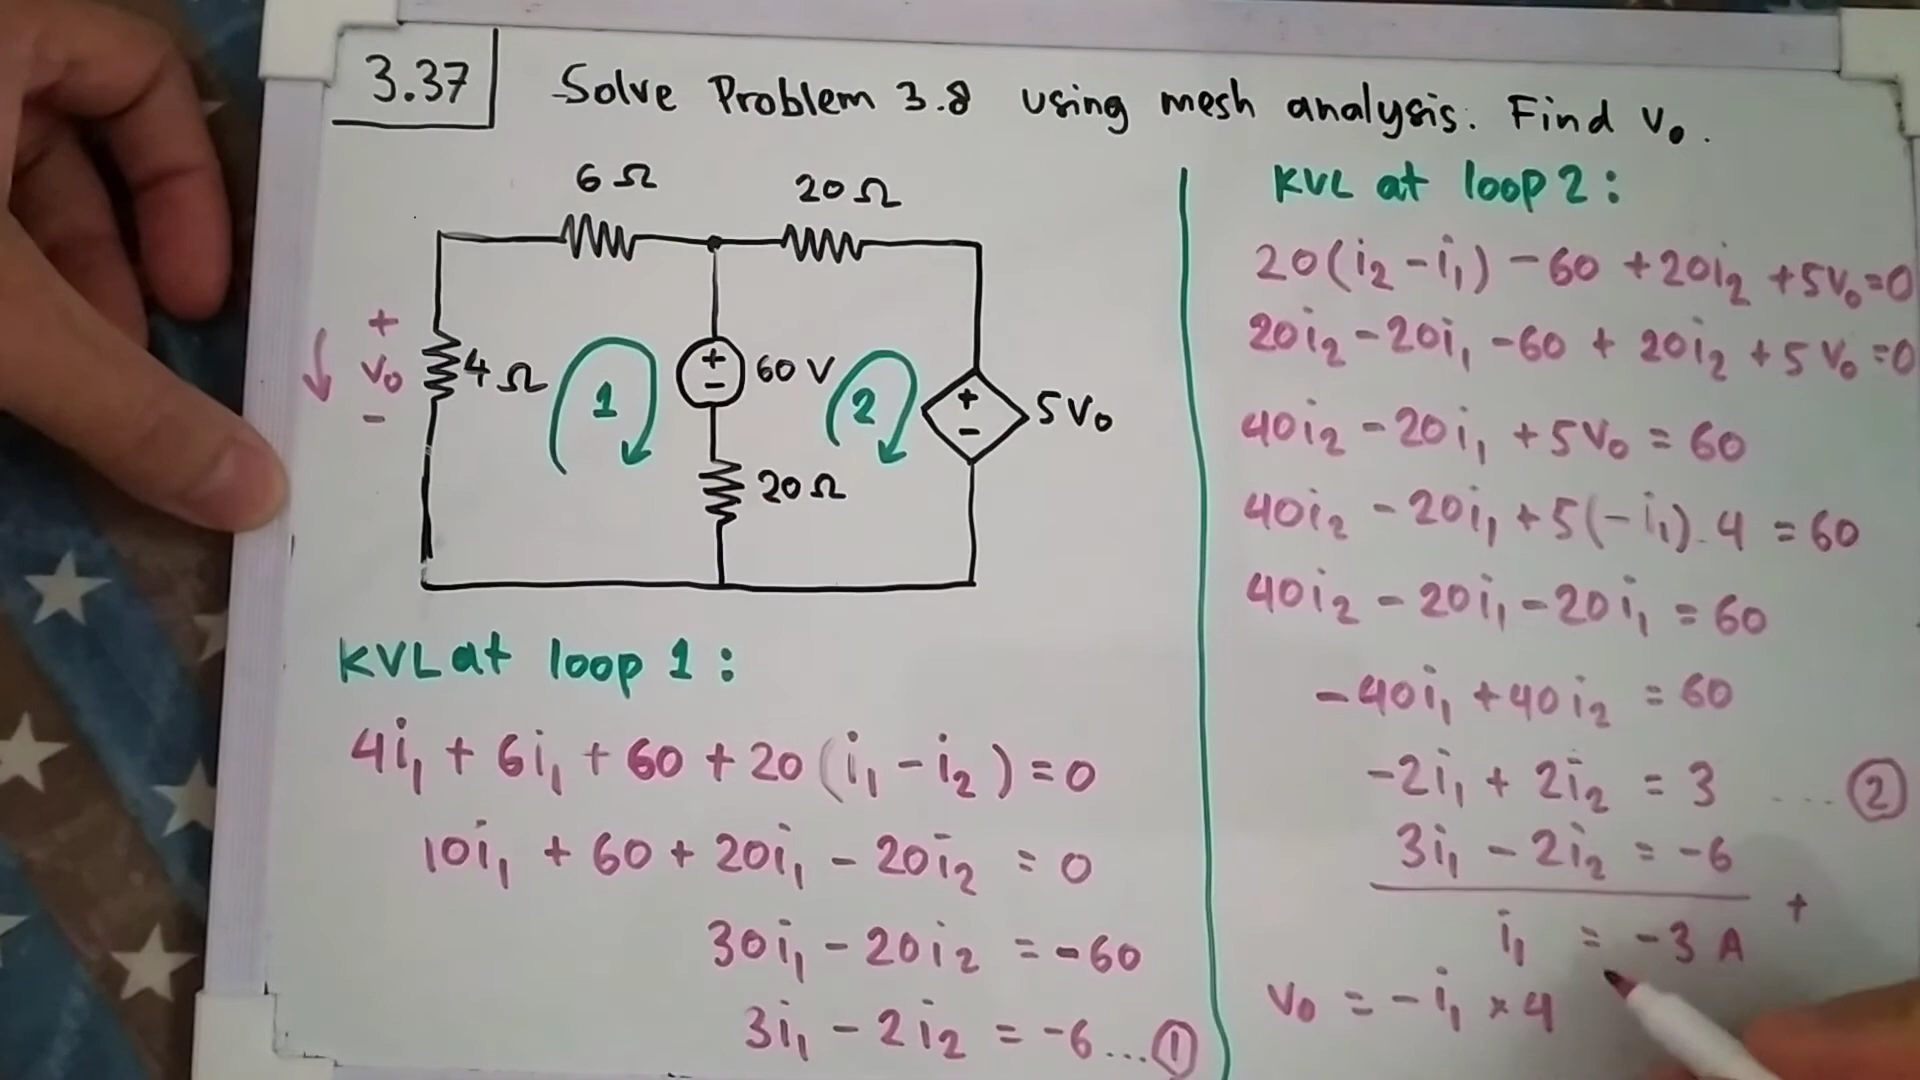 3.37 Solve Problem 3.8 using mesh analysis. Find v₀.
6Ω
20Ω
+
v₀
-
4Ω
1
+
-
60 V
2
+
-
5v₀
20Ω
KVL at loop 1 :
4i₁ + 6i₁ + 60 + 20 (i₁ - i₂) = 0
10i₁ + 60 + 20i₁ - 20i₂ = 0
30i₁ - 20i₂ = -60
3i₁ - 2i₂ = -6 ... ①
KVL at loop 2 :
20(i₂ - i₁) - 60 + 20i₂ + 5v₀ = 0
20i₂ - 20i₁ - 60 + 20i₂ + 5v₀ = 0
40i₂ - 20i₁ + 5v₀ = 60
40i₂ - 20i₁ + 5(-i₁).4 = 60
40i₂ - 20i₁ - 20i₁ = 60
-40i₁ + 40i₂ = 60
-2i₁ + 2i₂ = 3 .... ②
3i₁ - 2i₂ = -6
+
i₁ = -3 A
v₀ = -i₁ × 4